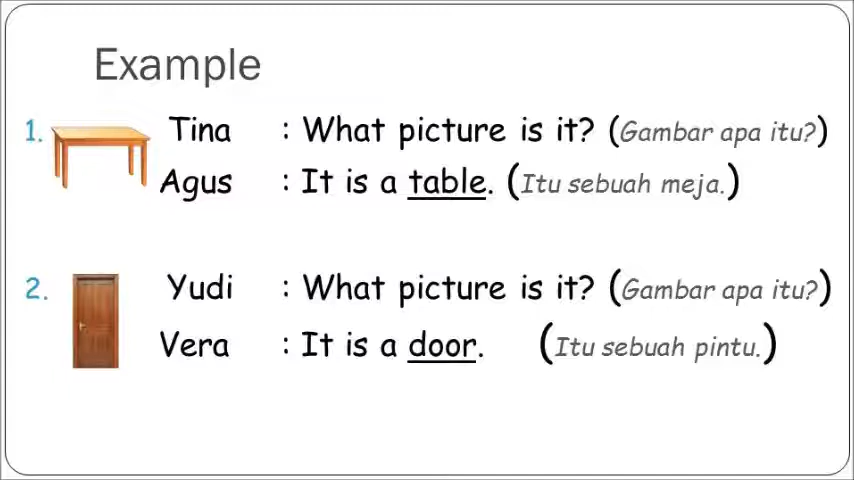 Example
1. Tina : What picture is it? (Gambar apa itu?)
Agus : It is a table. (Itu sebuah meja.)
2. Yudi : What picture is it? (Gambar apa itu?)
Vera : It is a door. (Itu sebuah pintu.)